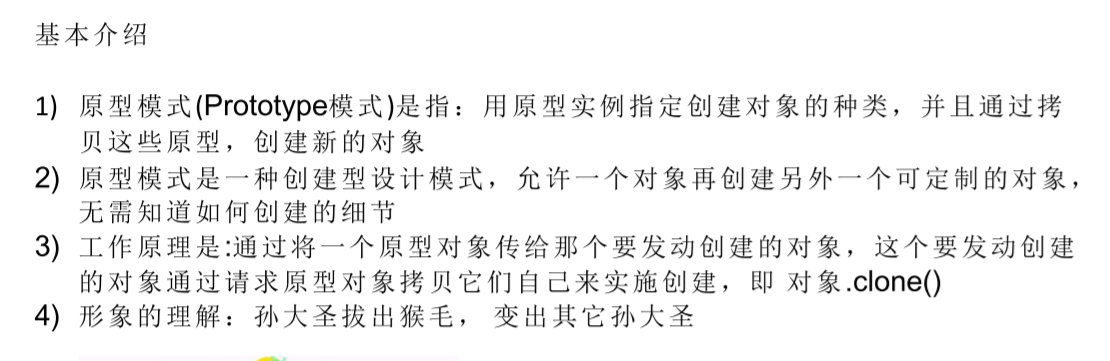 基本介绍
1) 原型模式(Prototype模式)是指：用原型实例指定创建对象的种类，并且通过拷
贝这些原型，创建新的对象
2) 原型模式是一种创建型设计模式，允许一个对象再创建另外一个可定制的对象，
无需知道如何创建的细节
3) 工作原理是:通过将一个原型对象传给那个要发动创建的对象，这个要发动创建
的对象通过请求原型对象拷贝它们自己来实施创建，即 对象.clone()
4) 形象的理解：孙大圣拔出猴毛， 变出其它孙大圣